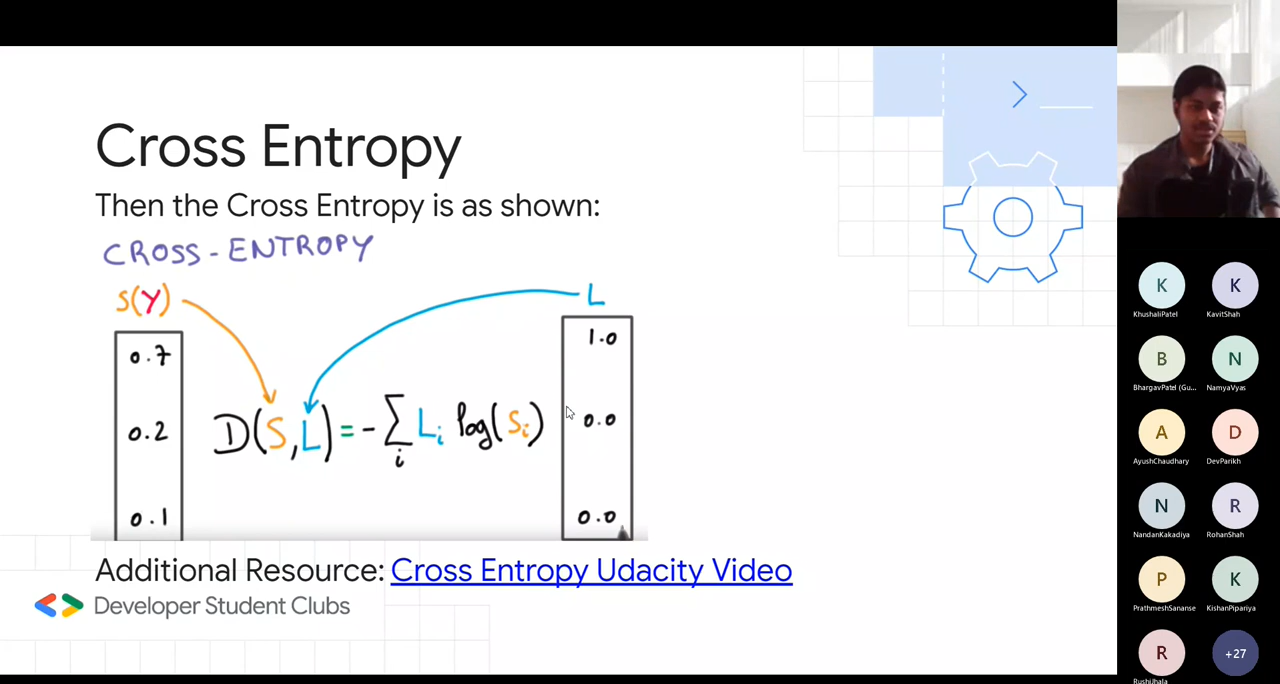 Cross Entropy
Then the Cross Entropy is as shown:
CROSS-ENTROPY
S(Y)
L
0.7
0.2
0.1
D(S,L) = -∑i Li log(Si)
1.0
0.0
0.0
Additional Resource: Cross Entropy Udacity Video
Developer Student Clubs
K
KhushaliPatel
K
KavitShah
B
BhargavPatel (Gu...
N
NamyaVyas
A
AyushChaudhary
D
DevParikh
N
NandanKakadiya
R
RohanShah
P
PrathmeshSananse
K
KishanPipariya
R
RushiJhala
+27